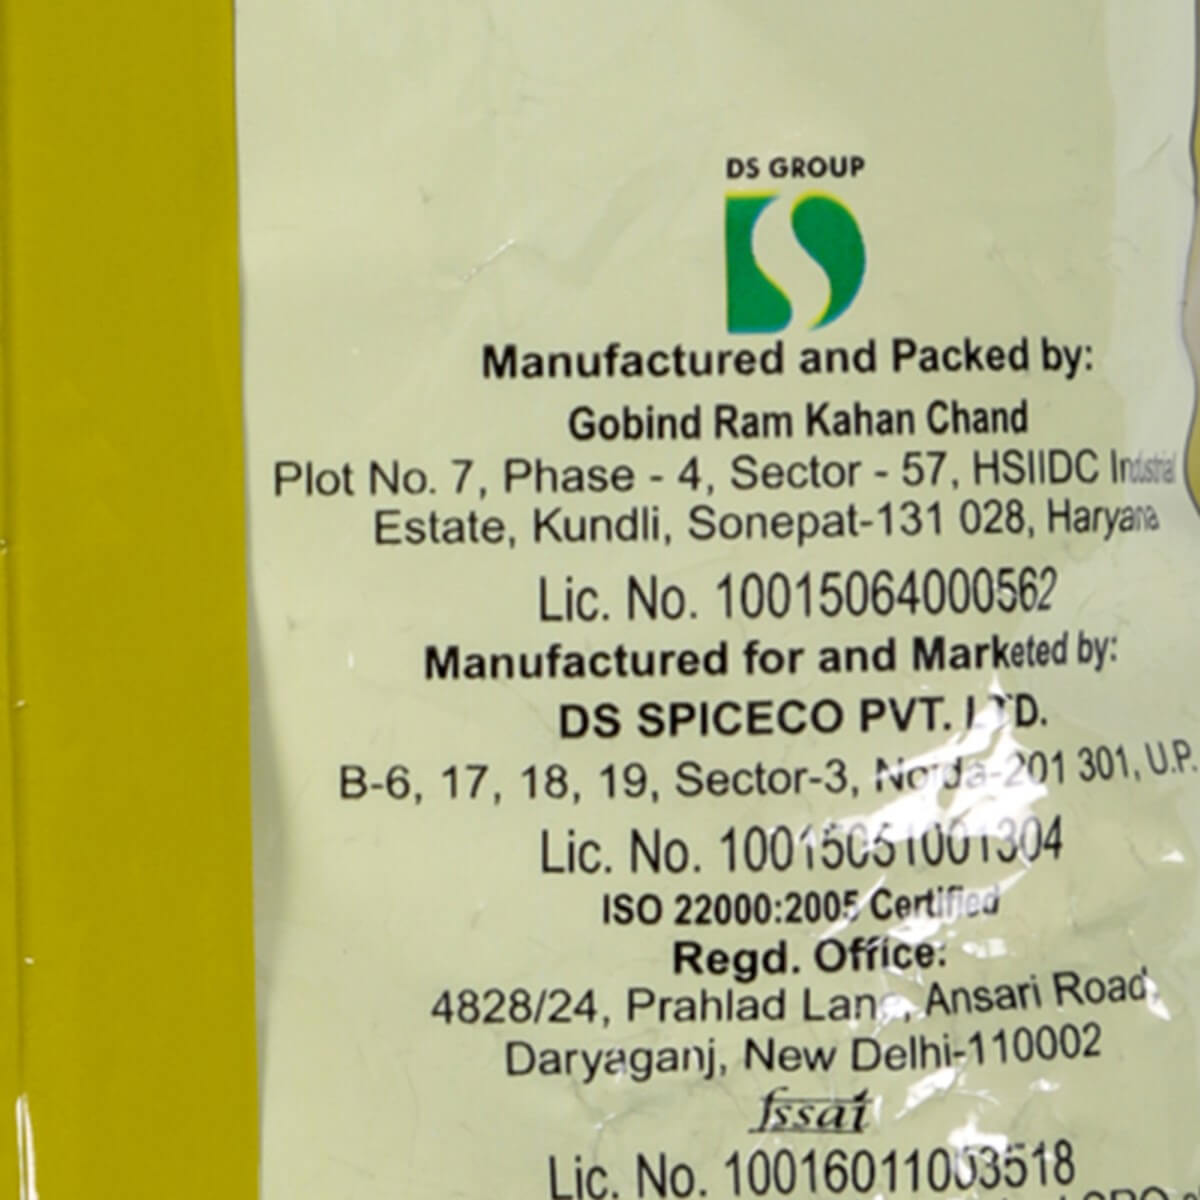 DS GROUP
Manufactured and Packed by:
Gobind Ram Kahan Chand
Plot No. 7, Phase - 4, Sector - 57, HSIIDC Industrial
Estate, Kundli, Sonepat-131 028, Haryana
Lic. No. 10015064000562
Manufactured for and Marketed by:
DS SPICECO PVT. LTD.
B-6, 17, 18, 19, Sector-3, Noida-201 301, U.P.
Lic. No. 10015051001304
ISO 22000:2005 Certified
Regd. Office:
4828/24, Prahlad Lane, Ansari Road,
Daryaganj, New Delhi-110002
fssai
Lic. No. 10016011003518